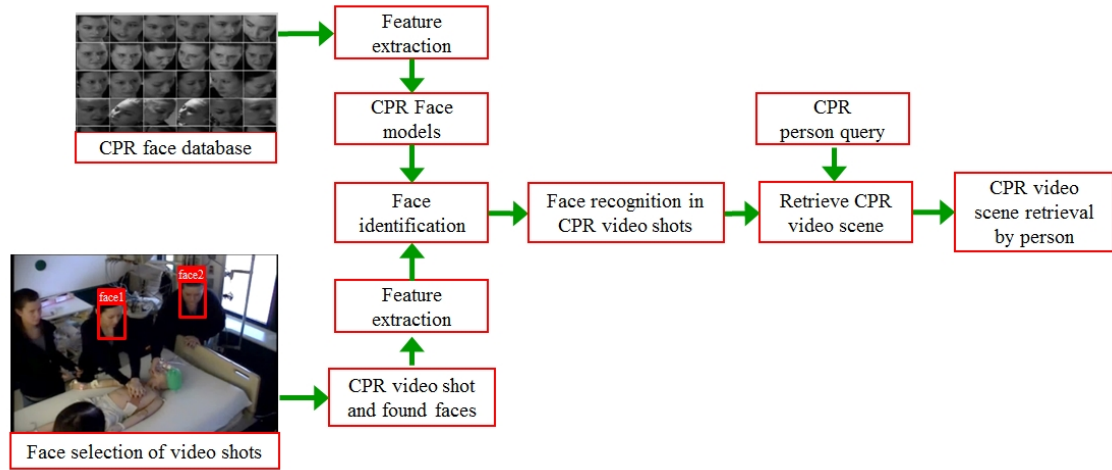 Feature
extraction
CPR face database
CPR Face
models
CPR
person query
Face
identification
Face recognition in
CPR video shots
Retrieve CPR
video scene
CPR video
scene retrieval
by person
face1
face2
Feature
extraction
CPR video shot
and found faces
Face selection of video shots